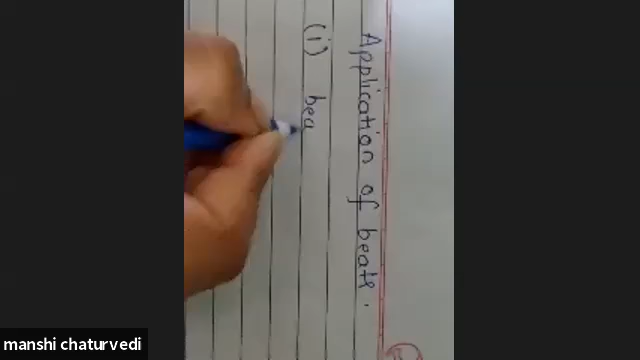 Application of beats.
(i) bea
manshi chaturvedi